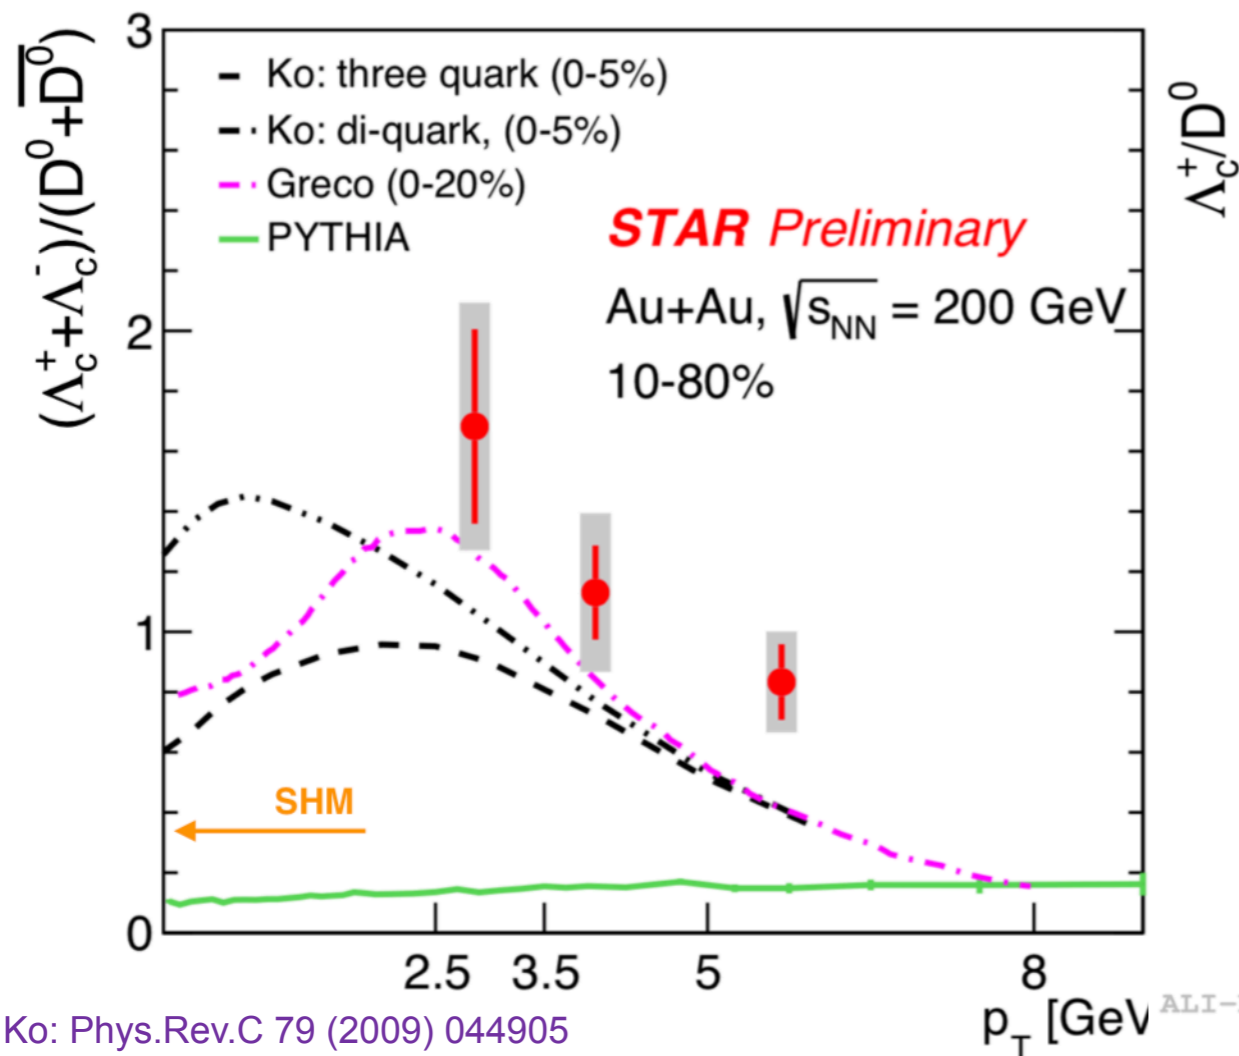 3
(Λc⁺+Λc⁻)/(D⁰+D̅⁰)
Ko: three quark (0-5%)
Ko: di-quark, (0-5%)
Greco (0-20%)
PYTHIA
STAR Preliminary
Au+Au, √sNN = 200 GeV
10-80%
Λc⁺/D⁰
2
1
SHM
0
2.5 3.5 5 8
pT [GeV
ALI-
Ko: Phys.Rev.C 79 (2009) 044905